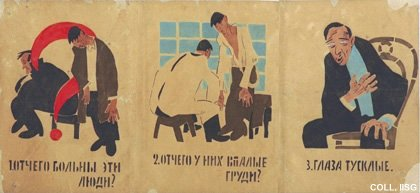 1.ОТЧЕГО БОЛЬНЫ ЭТИ
ЛЮДИ?
2.ОТЧЕГО У НИХ ВПАЛЫЕ
ГРУДИ?
3.ГЛАЗА ТУСКЛЫЕ.
COLL. IISG